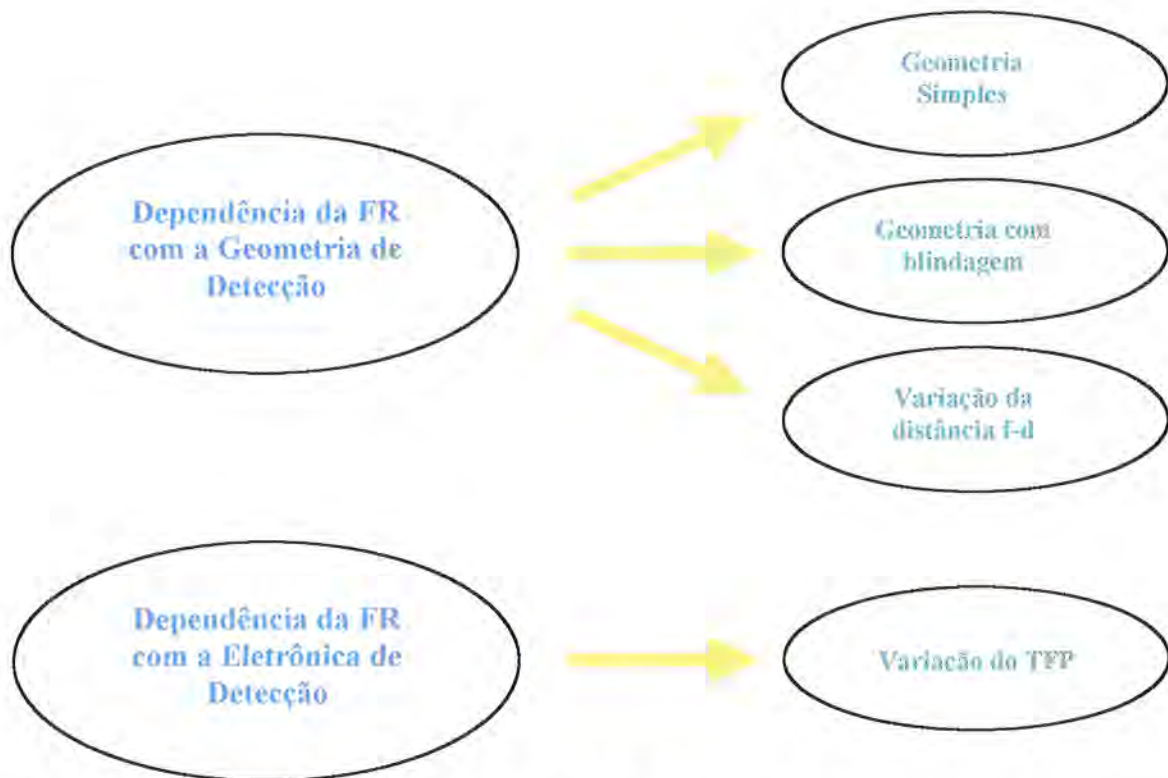 Geometria
Simples
Dependência da FR
com a Geometria de
Detecção
Geometria com
blindagem
Variação da
distância f-d
Dependência da FR
com a Eletrônica de
Detecção
Variação do TFP